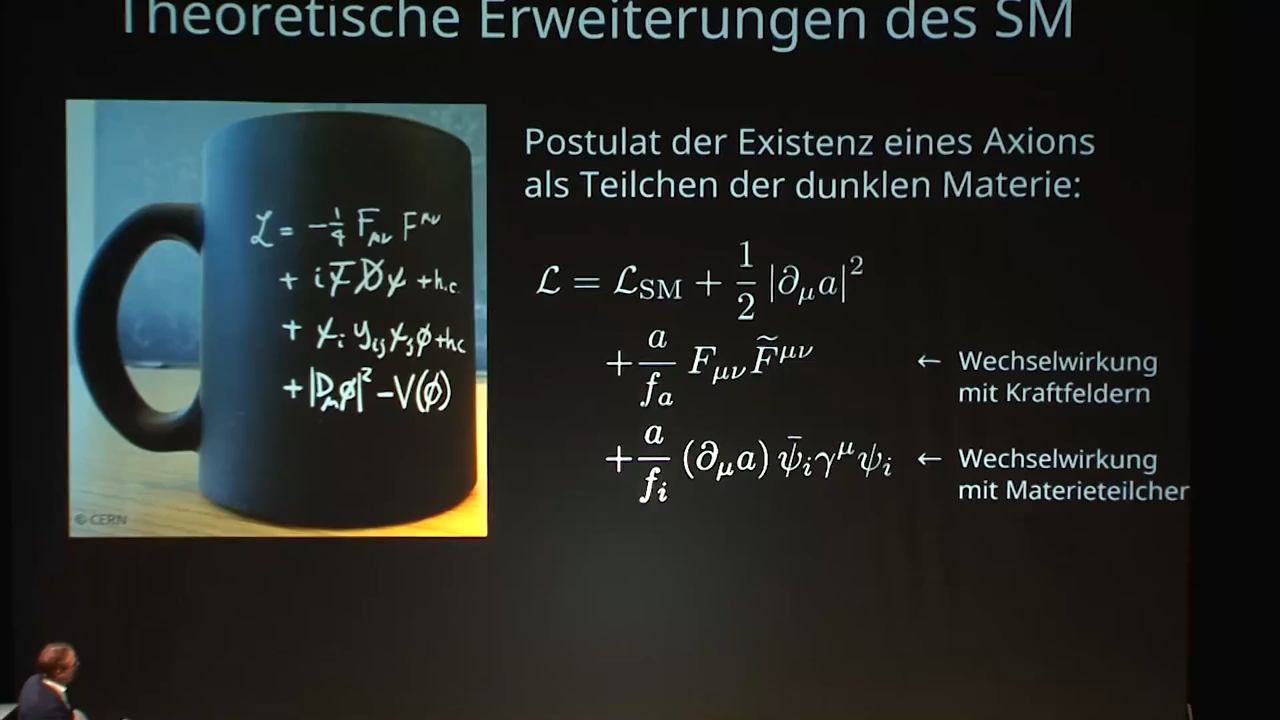 Theoretische Erweiterungen des SM
ℒ = -¼ F_μν F^μν
+ i ψ̄ D̸ ψ + h.c.
+ ψ_i y_ij ψ_j φ + h.c
+ |D_μ φ|² - V(φ)
© CERN
Postulat der Existenz eines Axions
als Teilchen der dunklen Materie:
ℒ = ℒ_SM + 1/2 |∂_μ a|²
+ a/f_a F_μν F̃^μν ← Wechselwirkung
mit Kraftfeldern
+ a/f_i (∂_μ a) ψ̄_i γ^μ ψ_i ← Wechselwirkung
mit Materieteilcher